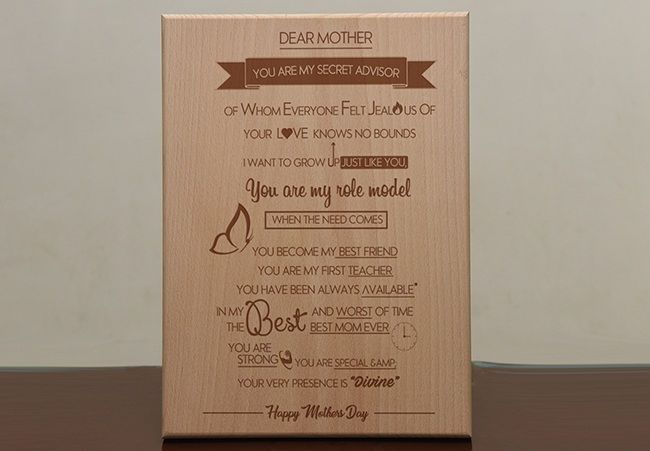 DEAR MOTHER
YOU ARE MY SECRET ADVISOR
OF WHOM EVERYONE FELT JEALOUS OF
YOUR LOVE KNOWS NO BOUNDS
I WANT TO GROW UP JUST LIKE YOU,
You are my role model
WHEN THE NEED COMES
YOU BECOME MY BEST FRIEND
YOU ARE MY FIRST TEACHER
YOU HAVE BEEN ALWAYS AVAILABLE"
IN MY THE Best AND WORST OF TIME
BEST MOM EVER
YOU ARE STRONG
YOU ARE SPECIAL &AMP;
YOUR VERY PRESENCE IS "Divine"
Happy Mothers Day